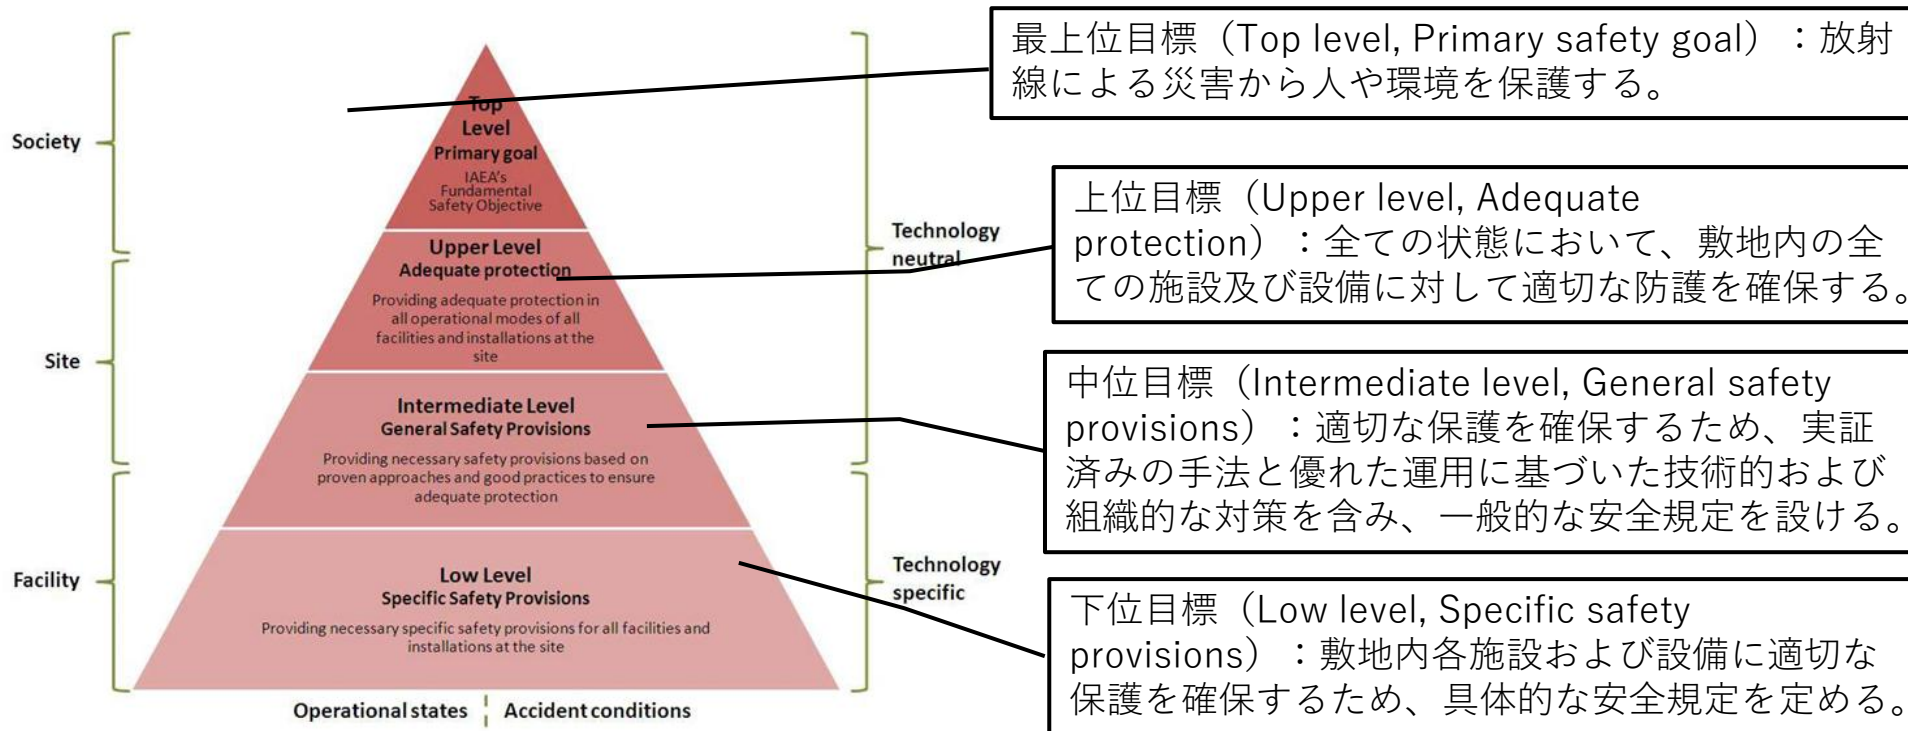 Society
Site
Facility
Top
Level
Primary goal
IAEA's
Fundamental
Safety Objective
Upper Level
Adequate protection
Providing adequate protection in
all operational modes of all
facilities and installations at the
site
Intermediate Level
General Safety Provisions
Providing necessary safety provisions based on
proven approaches and good practices to ensure
adequate protection
Low Level
Specific Safety Provisions
Providing necessary specific safety provisions for all facilities and
installations at the site
Operational states
Accident conditions
Technology
neutral
Technology
specific
最上位目標（Top level, Primary safety goal）：放射
線による災害から人や環境を保護する。
上位目標（Upper level, Adequate
protection）：全ての状態において、敷地内の全
ての施設及び設備に対して適切な防護を確保する。
中位目標（Intermediate level, General safety
provisions）：適切な保護を確保するため、実証
済みの手法と優れた運用に基づいた技術的および
組織的な対策を含み、一般的な安全規定を設ける。
下位目標（Low level, Specific safety
provisions）：敷地内各施設および設備に適切な
保護を確保するため、具体的な安全規定を定める。